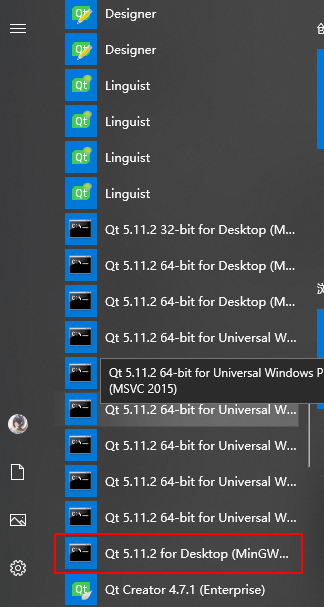 Designer
Designer
Linguist
Linguist
Linguist
Linguist
Qt 5.11.2 32-bit for Desktop (M...
Qt 5.11.2 64-bit for Desktop (M...
Qt 5.11.2 64-bit for Desktop (M...
Qt 5.11.2 64-bit for Universal W...
Qt 5.11.2 64-bit for Universal Windows P
(MSVC 2015)
Qt 5.11.2 64-bit for Universal W...
Qt 5.11.2 64-bit for Universal W...
Qt 5.11.2 64-bit for Universal W...
Qt 5.11.2 64-bit for Universal W...
Qt 5.11.2 for Desktop (MinGW...
Qt Creator 4.7.1 (Enterprise)